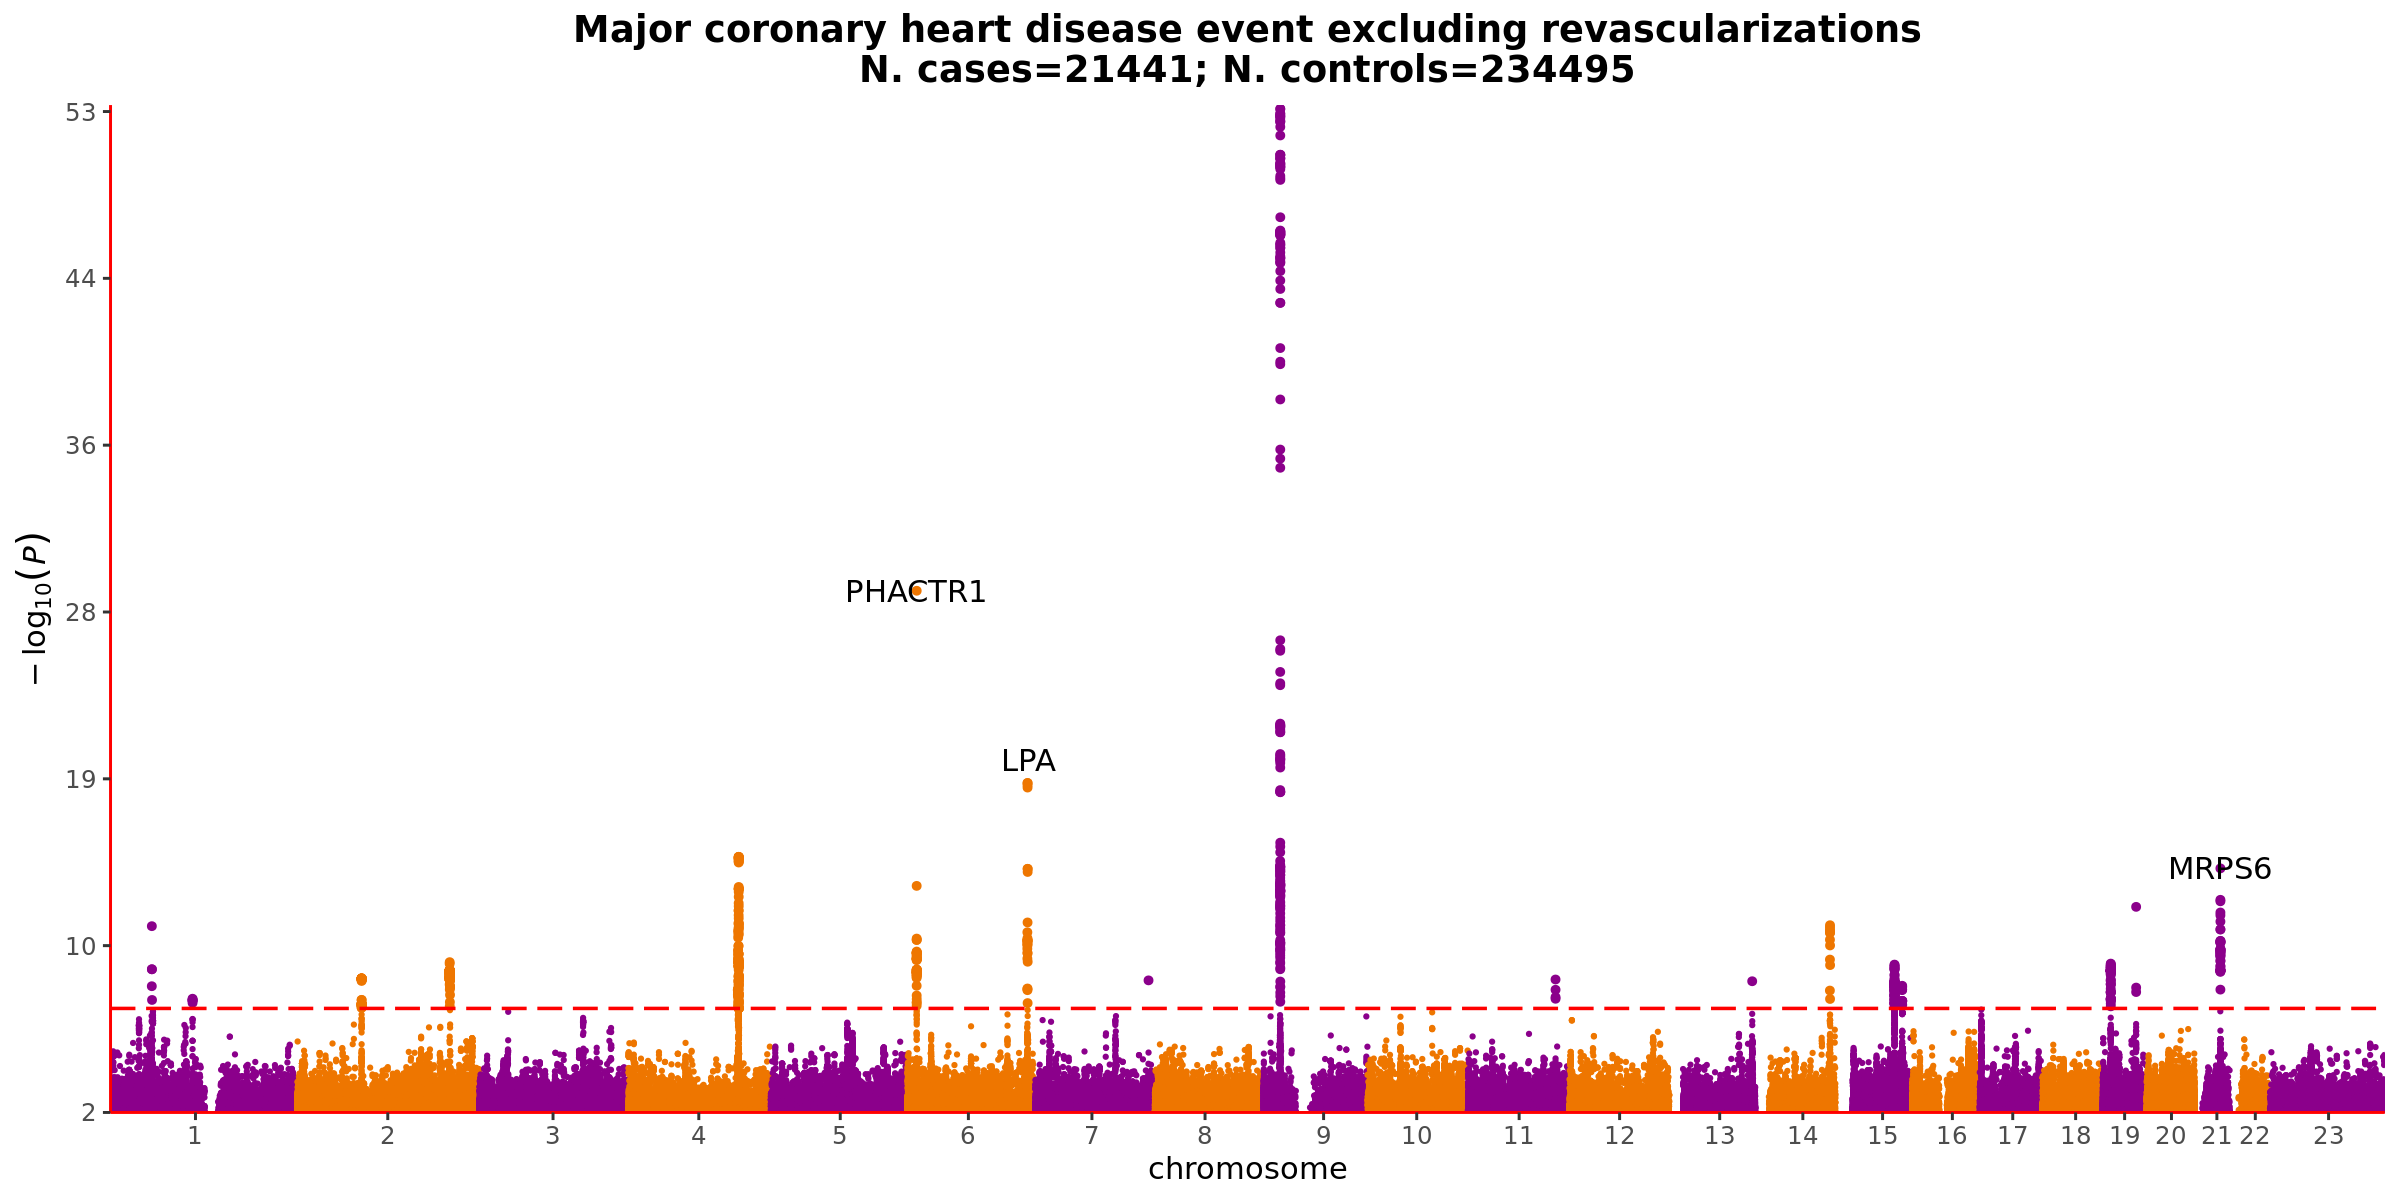 Major coronary heart disease event excluding revascularizations
N. cases=21441; N. controls=234495
53
44
36
28
19
10
2
−log10(P)
PHACTR1
LPA
MRPS6
1 2 3 4 5 6 7 8 9 10 11 12 13 14 15 16 17 18 19 20 21 22 23
chromosome